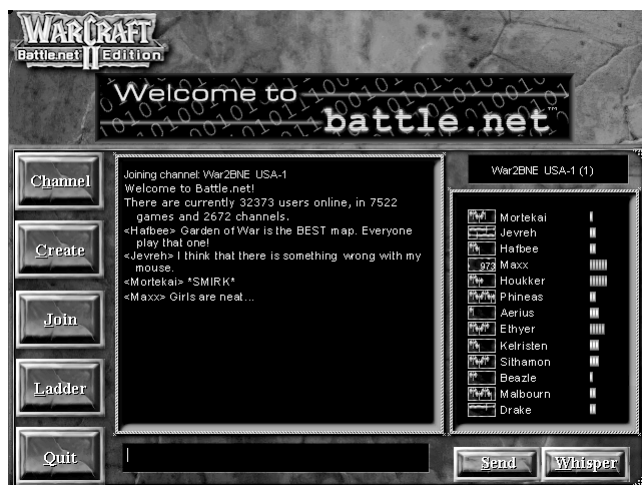 WARCRAFT
Battle.net II Edition
Welcome to
battle.net™
Channel
Create
Join
Ladder
Quit
Joining channel: War2BNE USA-1
Welcome to Battle.net!
There are currently 32373 users online, in 7522
games and 2672 channels.
<Hafbee> Garden of War is the BEST map. Everyone
play that one!
<Jevreh> I think that there is something wrong with my
mouse.
<Mortekai> *SMIRK*
<Maxx> Girls are neat...
War2BNE USA-1 (1)
Mortekai
Jevreh
Hafbee
973 Maxx
Houkker
Phineas
Aerius
Ethyer
Kelristen
Sithamon
Beazle
Malbourn
Drake
Send
Whisper